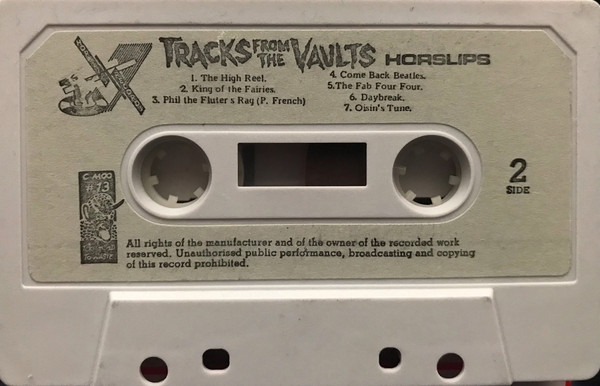 TRACKS FROM THE VAULTS HORSLIPS
1. The High Reel.
2. King of the Fairies.
3. Phil the Fluter s Rag (P. French)
4. Come Back Beatles.
5.The Fab Four Four.
6. Daybreak.
7. Oisin's Tune.
C·MOO
#13
2
SIDE
All rights of the manufacturer and of the owner of the recorded work
reserved. Unauthorised public performance, broadcasting and copying
of this record prohibited.